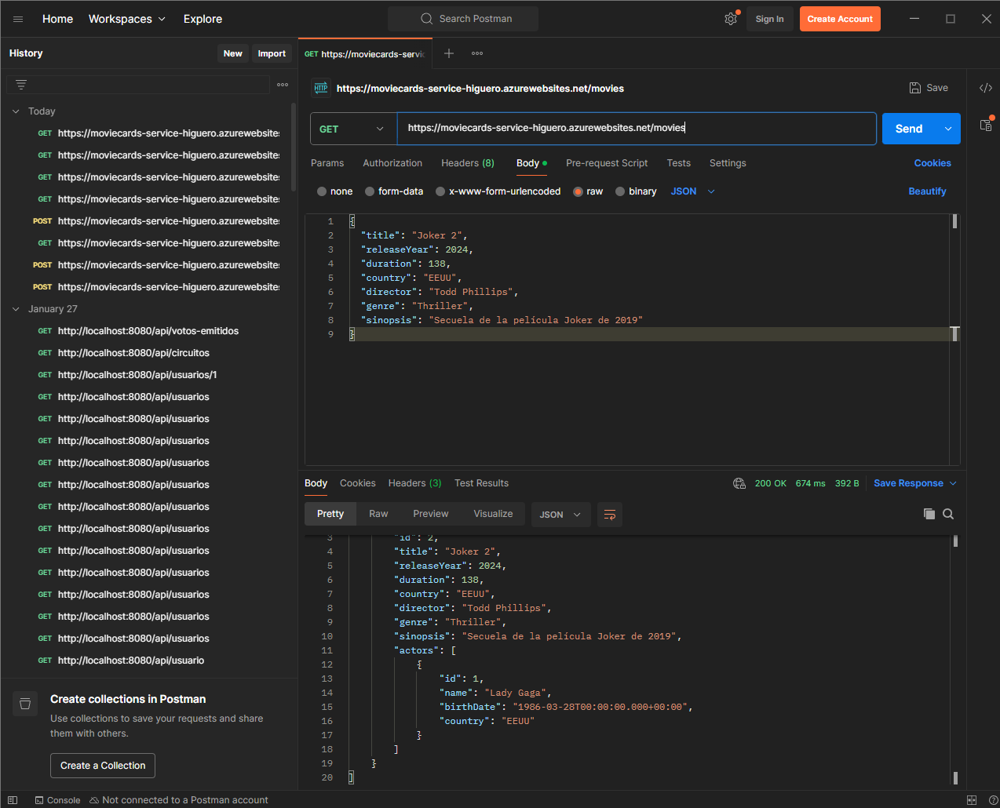 Home Workspaces Explore Search Postman Sign In Create Account
History New Import
Today
GET https://moviecards-service-higuero.azurewebsites
GET https://moviecards-service-higuero.azurewebsites
GET https://moviecards-service-higuero.azurewebsites
GET https://moviecards-service-higuero.azurewebsites
POST https://moviecards-service-higuero.azurewebsites
GET https://moviecards-service-higuero.azurewebsites
POST https://moviecards-service-higuero.azurewebsites
POST https://moviecards-service-higuero.azurewebsites
January 27
GET http://localhost:8080/api/votos-emitidos
GET http://localhost:8080/api/circuitos
GET http://localhost:8080/api/usuarios/1
GET http://localhost:8080/api/usuarios
GET http://localhost:8080/api/usuarios
GET http://localhost:8080/api/usuarios
GET http://localhost:8080/api/usuarios
GET http://localhost:8080/api/usuarios
GET http://localhost:8080/api/usuarios
GET http://localhost:8080/api/usuarios
GET http://localhost:8080/api/usuarios
GET http://localhost:8080/api/usuarios
GET http://localhost:8080/api/usuarios
GET http://localhost:8080/api/usuarios
GET http://localhost:8080/api/usuarios
GET http://localhost:8080/api/usuario
Create collections in Postman
Use collections to save your requests and share
them with others.
Create a Collection
GET https://moviecards-servic
HTTP https://moviecards-service-higuero.azurewebsites.net/movies Save
GET https://moviecards-service-higuero.azurewebsites.net/movies Send
Params Authorization Headers (8) Body Pre-request Script Tests Settings Cookies
none form-data x-www-form-urlencoded raw binary JSON Beautify
1 {
2 "title": "Joker 2",
3 "releaseYear": 2024,
4 "duration": 138,
5 "country": "EEUU",
6 "director": "Todd Phillips",
7 "genre": "Thriller",
8 "sinopsis": "Secuela de la película Joker de 2019"
9 }
Body Cookies Headers (3) Test Results 200 OK 674 ms 392 B Save Response
Pretty Raw Preview Visualize JSON
3 "id": 2,
4 "title": "Joker 2",
5 "releaseYear": 2024,
6 "duration": 138,
7 "country": "EEUU",
8 "director": "Todd Phillips",
9 "genre": "Thriller",
10 "sinopsis": "Secuela de la película Joker de 2019",
11 "actors": [
12 {
13 "id": 1,
14 "name": "Lady Gaga",
15 "birthDate": "1986-03-28T00:00:00.000+00:00",
16 "country": "EEUU"
17 }
18 ]
19 }
20 ]
Console Not connected to a Postman account